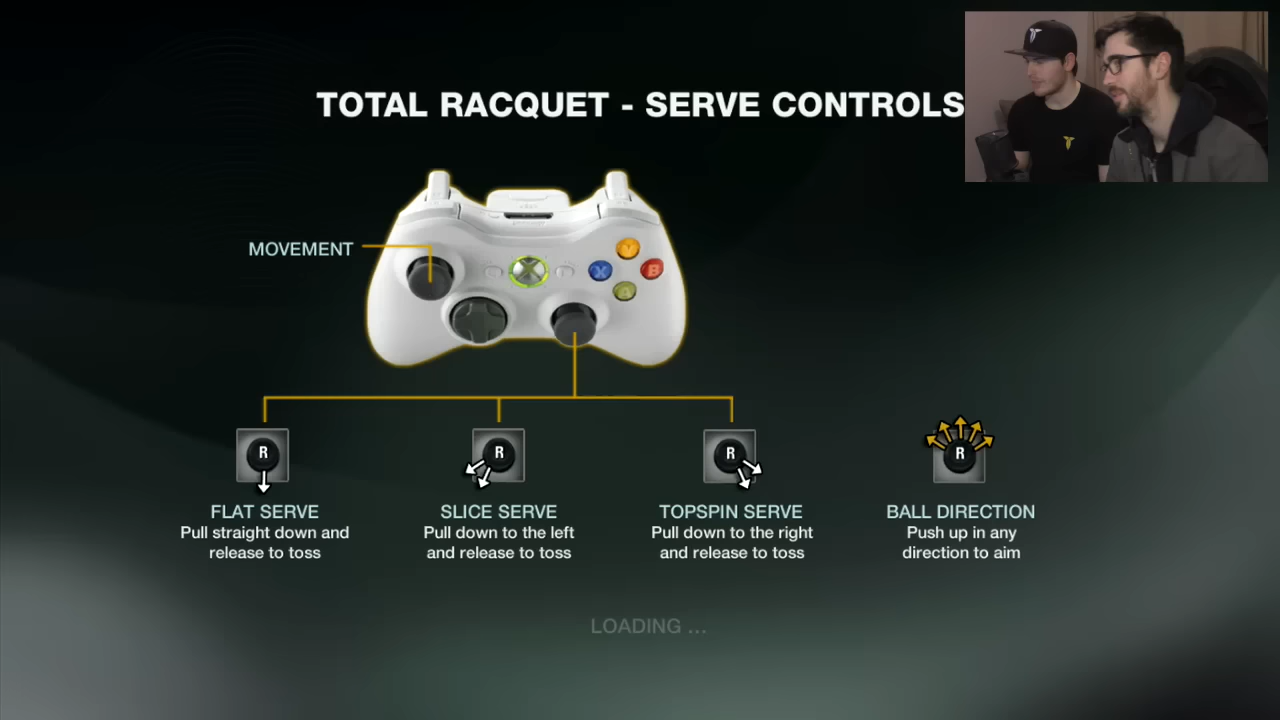 TOTAL RACQUET - SERVE CONTROLS
MOVEMENT
Y
X
B
A
R
R
R
R
FLAT SERVE
Pull straight down and
release to toss
SLICE SERVE
Pull down to the left
and release to toss
TOPSPIN SERVE
Pull down to the right
and release to toss
BALL DIRECTION
Push up in any
direction to aim
LOADING ...